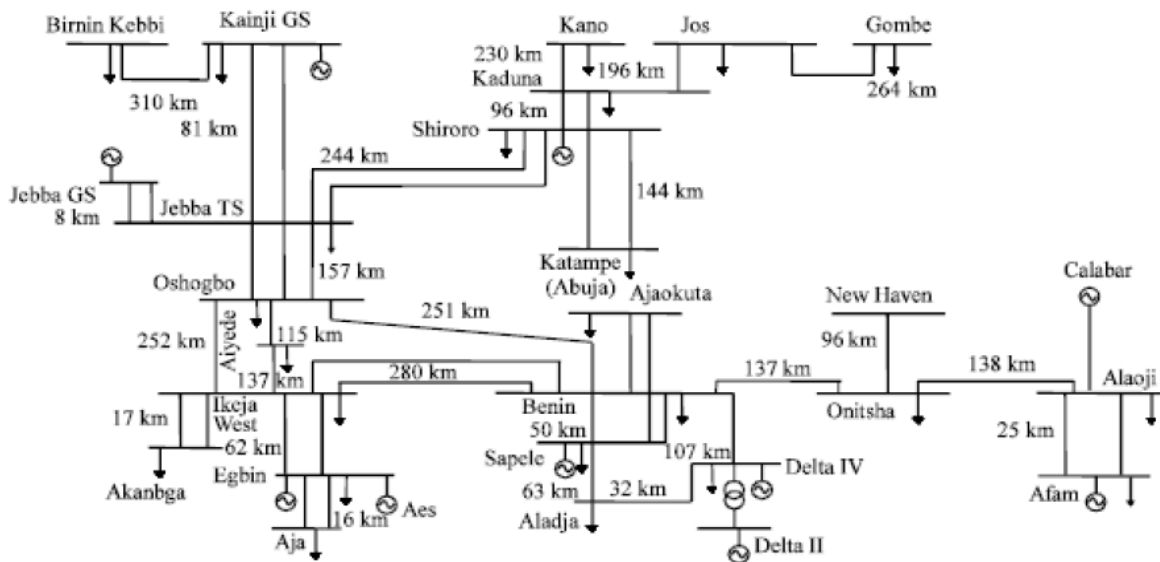 Birnin Kebbi
Kainji GS
Kano
Jos
Gombe
230 km
196 km
Kaduna
264 km
310 km
81 km
96 km
Shiroro
244 km
144 km
Jebba GS
8 km
Jebba TS
157 km
Katampe
(Abuja)
Calabar
Oshogbo
Ajaokuta
New Haven
251 km
252 km
Aiyede
115 km
96 km
137 km
280 km
137 km
138 km
Alaoji
17 km
Ikeja
West
Benin
Onitsha
62 km
50 km
107 km
25 km
Akanbga
Egbin
Sapele
Delta IV
63 km
32 km
Afam
16 km
Aes
Aja
Aladja
Delta II